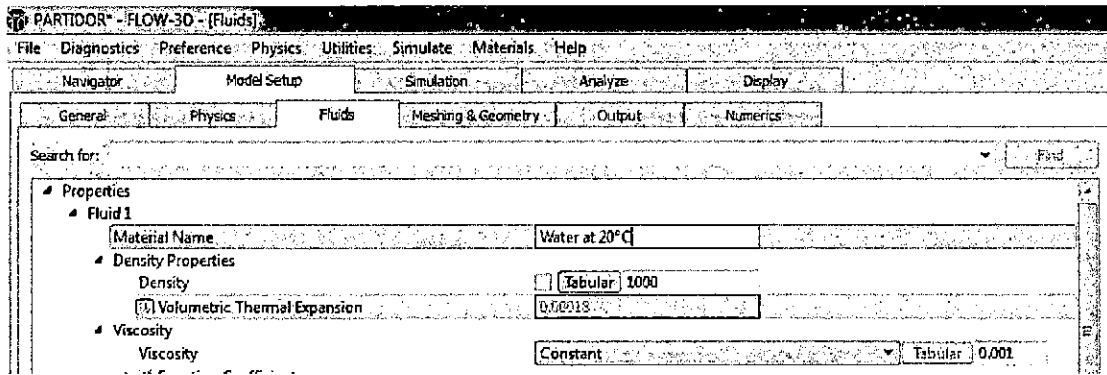 PARTIDOR* - FLOW-3D - [Fluids]
File Diagnostics Preference Physics Utilities Simulate Materials Help
Navigator Model Setup Simulation Analyze Display
General Physics Fluids Meshing & Geometry Output Numerics
Search for: Find
Properties
Fluid 1
Material Name Water at 20°C
Density Properties
Density Tabular 1000
Volumetric Thermal Expansion 0.00018
Viscosity
Viscosity Constant Tabular 0.001